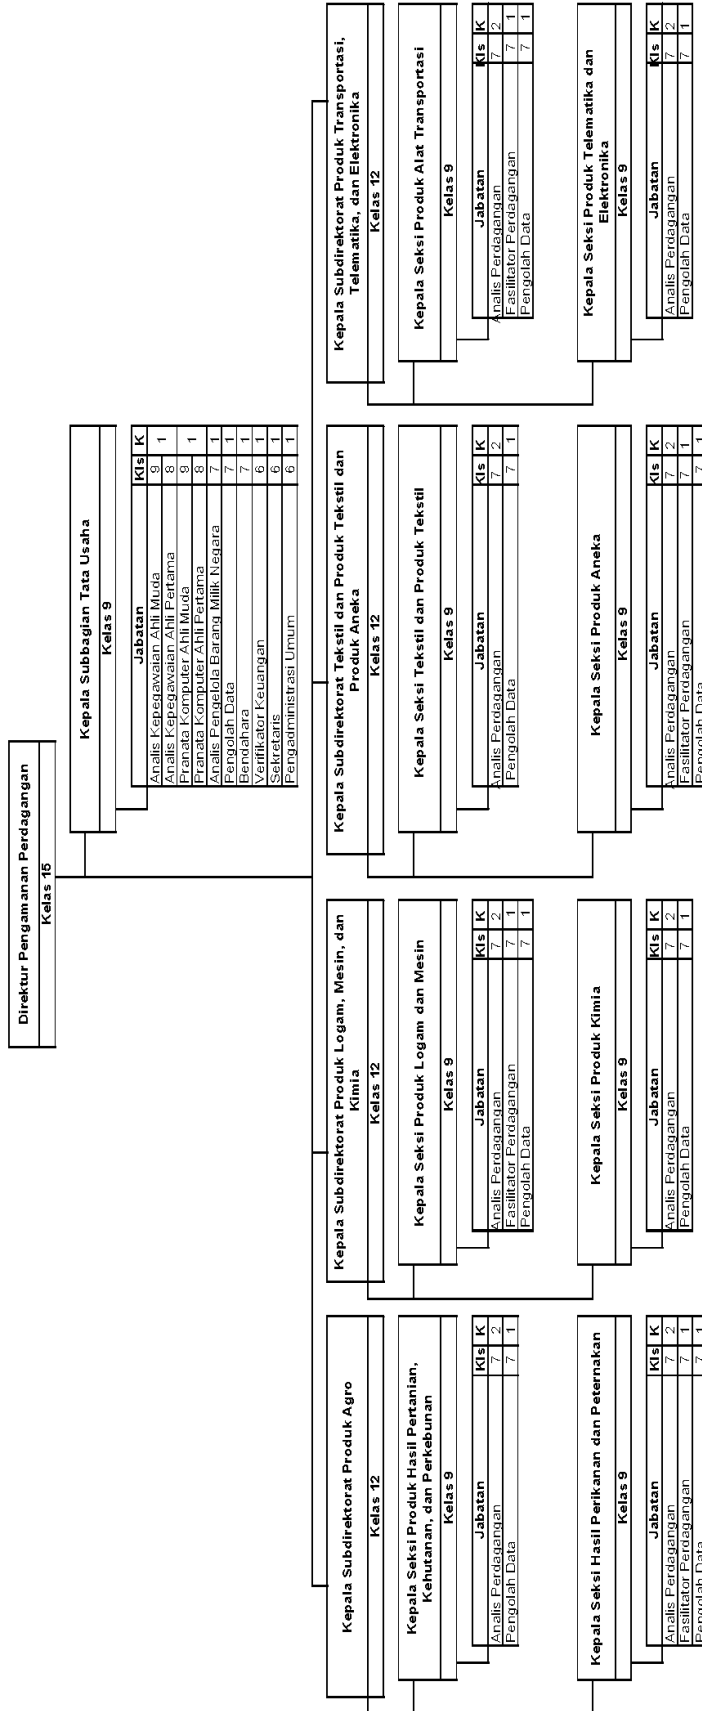 Direktur Pengamanan Perdagangan
Kelas 15
Kepala Subbagian Tata Usaha
Kelas 9
Jabatan Kls K
Analis Kepegawaian Ahli Muda 9 1
Analis Kepegawaian Ahli Pertama 8
Pranata Komputer Ahli Muda 9 1
Pranata Komputer Ahli Pertama 8
Analis Pengelola Barang Milik Negara 7 1
Pengolah Data 7 1
Bendahara 7 1
Verifikator Keuangan 6 1
Sekretaris 6 1
Pengadministrasi Umum 6 1
Kepala Subdirektorat Produk Agro
Kelas 12
Kepala Seksi Produk Hasil Pertanian,
Kehutanan, dan Perkebunan
Kelas 9
Jabatan Kls K
Analis Perdagangan 7 2
Pengolah Data 7 1
Kepala Seksi Hasil Perikanan dan Peternakan
Kelas 9
Jabatan Kls K
Analis Perdagangan 7 2
Fasilitator Perdagangan 7 1
Pengolah Data 7 1
Kepala Subdirektorat Produk Logam, Mesin, dan
Kimia
Kelas 12
Kepala Seksi Produk Logam dan Mesin
Kelas 9
Jabatan Kls K
Analis Perdagangan 7 2
Fasilitator Perdagangan 7 1
Pengolah Data 7 1
Kepala Seksi Produk Kimia
Kelas 9
Jabatan Kls K
Analis Perdagangan 7 2
Pengolah Data 7 1
Kepala Subdirektorat Tekstil dan Produk Tekstil dan
Produk Aneka
Kelas 12
Kepala Seksi Tekstil dan Produk Tekstil
Kelas 9
Jabatan Kls K
Analis Perdagangan 7 2
Pengolah Data 7 1
Kepala Seksi Produk Aneka
Kelas 9
Jabatan Kls K
Analis Perdagangan 7 2
Fasilitator Perdagangan 7 1
Pengolah Data 7 1
Kepala Subdirektorat Produk Transportasi,
Telematika, dan Elektronika
Kelas 12
Kepala Seksi Produk Alat Transportasi
Kelas 9
Jabatan Kls K
Analis Perdagangan 7 2
Fasilitator Perdagangan 7 1
Pengolah Data 1
Kepala Seksi Produk Telematika dan
Elektronika
Kelas 9
Jabatan Kls K
Analis Perdagangan 7 2
Pengolah Data 7 1